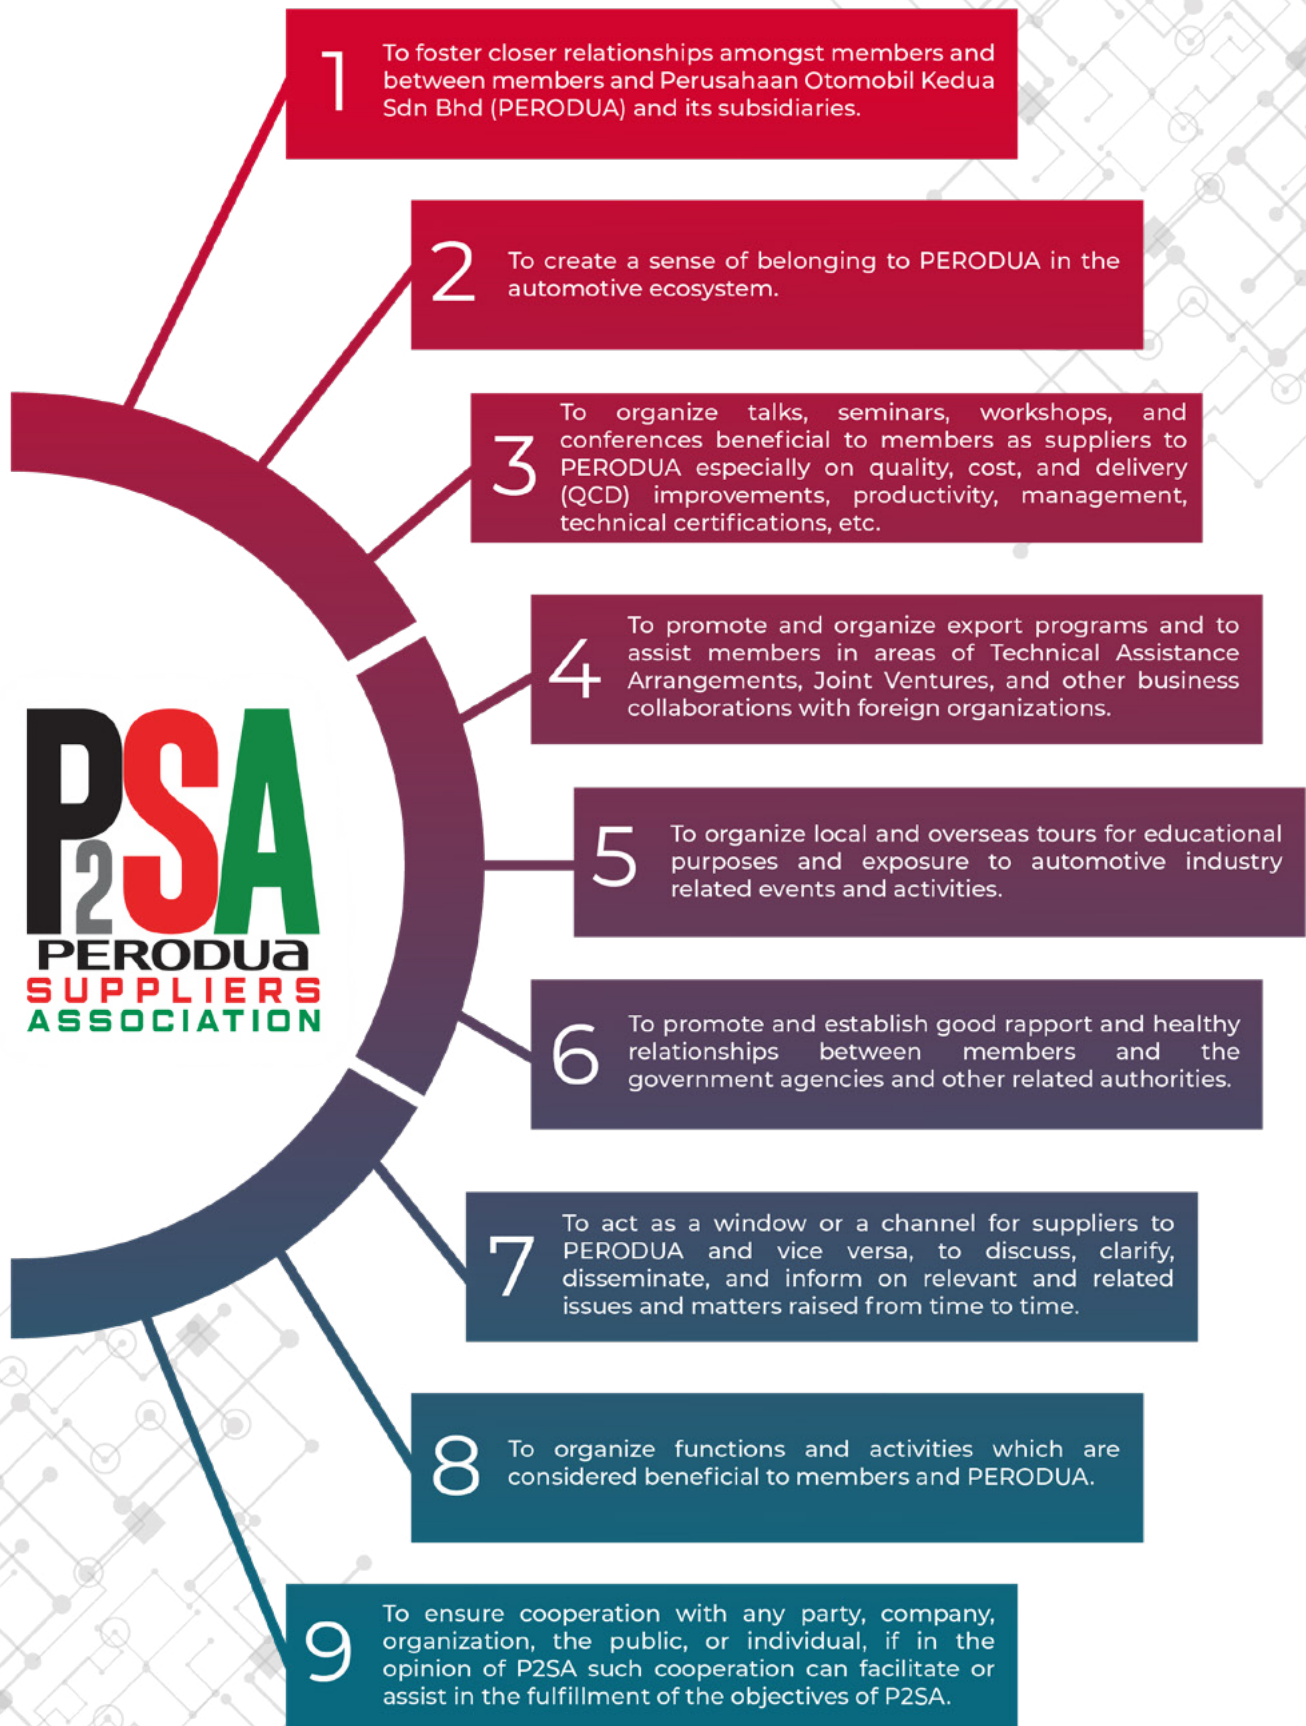 1
To foster closer relationships amongst members and
between members and Perusahaan Otomobil Kedua
Sdn Bhd (PERODUA) and its subsidiaries.
2
To create a sense of belonging to PERODUA in the
automotive ecosystem.
3
To organize talks, seminars, workshops, and
conferences beneficial to members as suppliers to
PERODUA especially on quality, cost, and delivery
(QCD) improvements, productivity, management,
technical certifications, etc.
4
To promote and organize export programs and to
assist members in areas of Technical Assistance
Arrangements, Joint Ventures, and other business
collaborations with foreign organizations.
P2SA
PERODUA
SUPPLIERS
ASSOCIATION
5
To organize local and overseas tours for educational
purposes and exposure to automotive industry
related events and activities.
6
To promote and establish good rapport and healthy
relationships between members and the
government agencies and other related authorities.
7
To act as a window or a channel for suppliers to
PERODUA and vice versa, to discuss, clarify,
disseminate, and inform on relevant and related
issues and matters raised from time to time.
8
To organize functions and activities which are
considered beneficial to members and PERODUA.
9
To ensure cooperation with any party, company,
organization, the public, or individual, if in the
opinion of P2SA such cooperation can facilitate or
assist in the fulfillment of the objectives of P2SA.